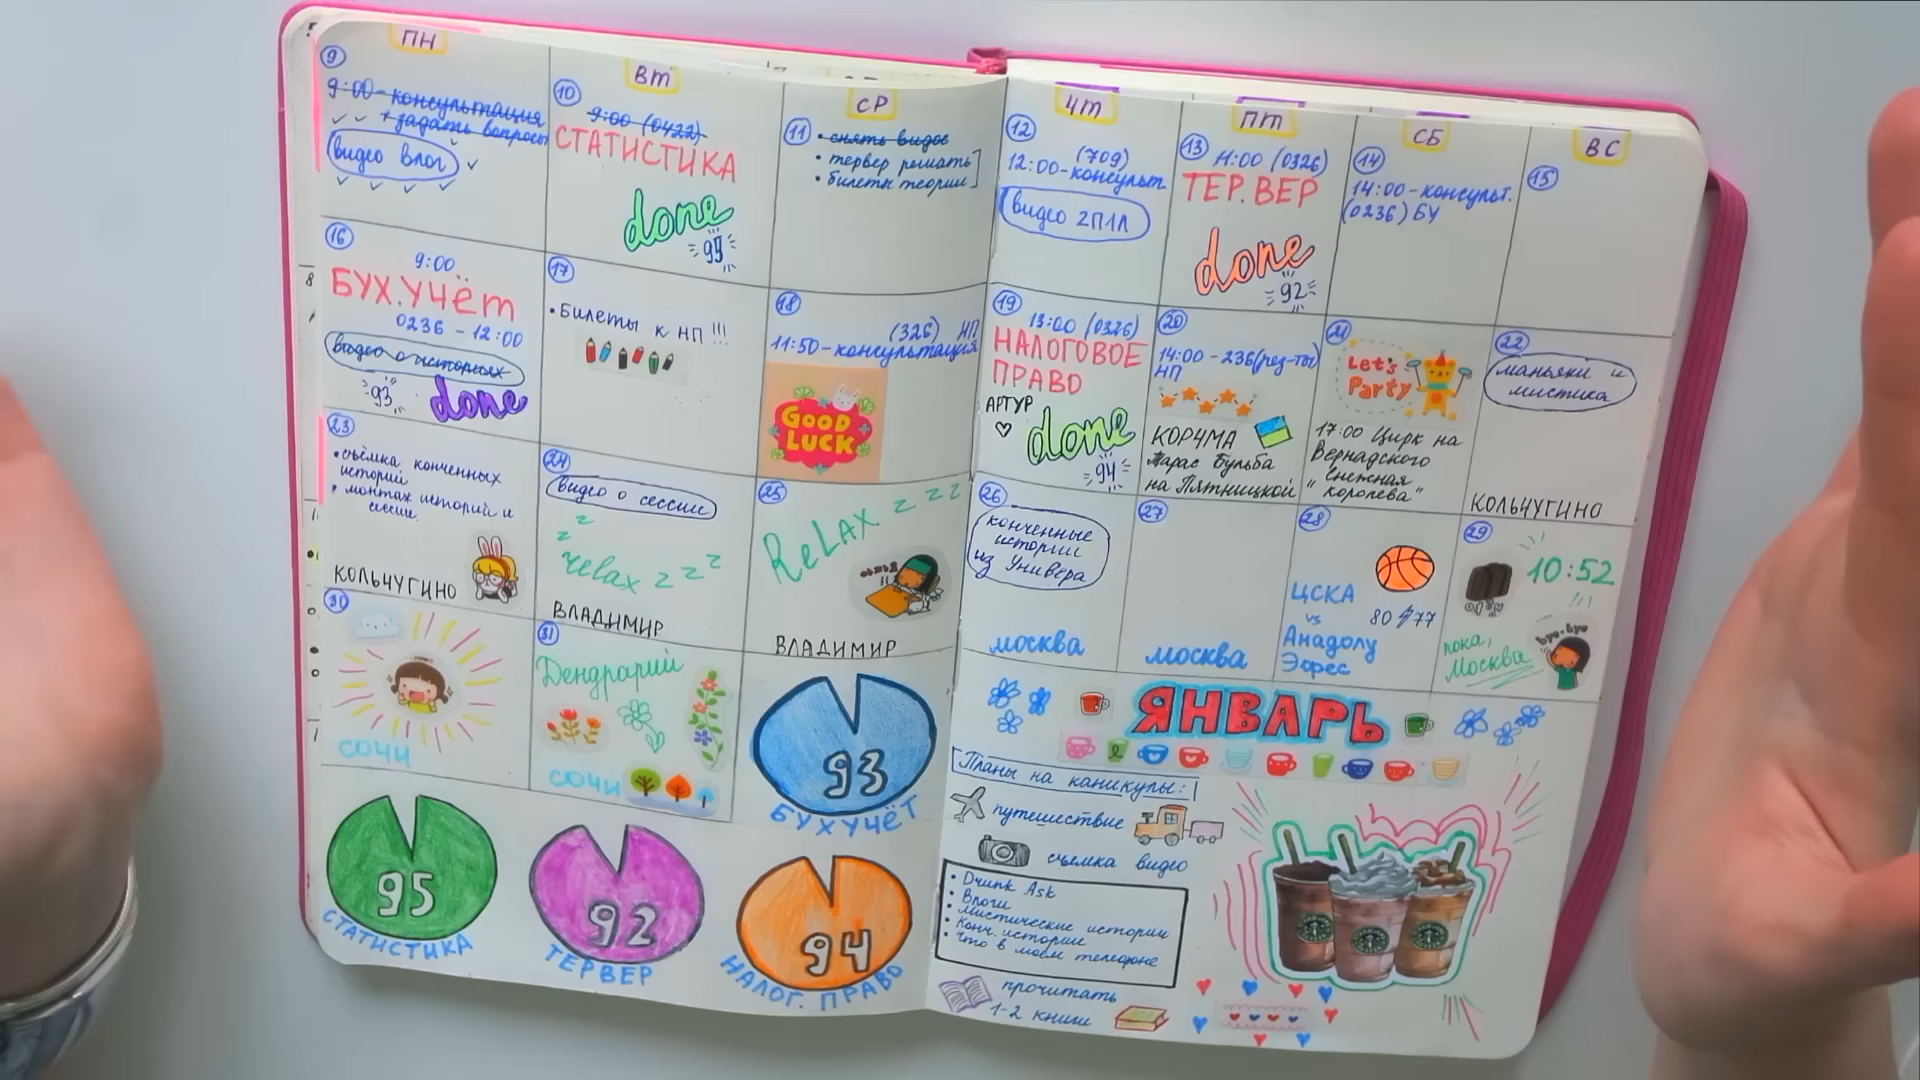 ПН
ВТ
СР
ЧТ
ПТ
СБ
ВС
9
9:00-консультация
+задать вопросы
видео влог
10
9:00 (0422)
СТАТИСТИКА
done
95
11
• снять видос
• тервер решать
• билеты теории
12
(709)
12:00-консульт.
видео 2П1Л
13
11:00 (0326)
ТЕР.ВЕР
done
92
14
14:00-консульт.
(0236) БУ
15
16
9:00
БУХ.УЧЁТ
0236 - 12:00
видео о историях
93
done
17
• Билеты к НП !!!
18
(326) НП
11:50-консультация
GOOD
LUCK
19
13:00 (0326)
НАЛОГОВОЕ
ПРАВО
АРТУР
done
94
20
14:00 - 236(рез-ты)
НП
КОРЧМА
Тарас Бульба
на Пятницкой
21
Let's
Party
17:00 Цирк на
Вернадского
"Снежная
королева"
22
маньяки и
мистика
КОЛЬЧУГИНО
23
• съёмка конченных
историй
• монтаж историй и
сессии.
КОЛЬЧУГИНО
24
видео о сессии
z
z
челах z z z
ВЛАДИМИР
25
ReLAX z z z
ВЛАДИМИР
26
конченные
истории
из Универа
москва
27
москва
28
ЦСКА
vs
80 77
Анадолу
Эфес
29
10:52
пока,
Москва
bye-bye
30
СОЧИ
31
Дендрарий
СОЧИ
93
БУХУЧЁТ
95
СТАТИСТИКА
92
ТЕРВЕР
94
НАЛОГ. ПРАВО
ЯНВАРЬ
Планы на каникулы:
путешествие
съемка видео
• Drunk Ask
• Влоги
• Мистические истории
• Конч. истории
• Что в моём телефоне
прочитать
1-2 книги